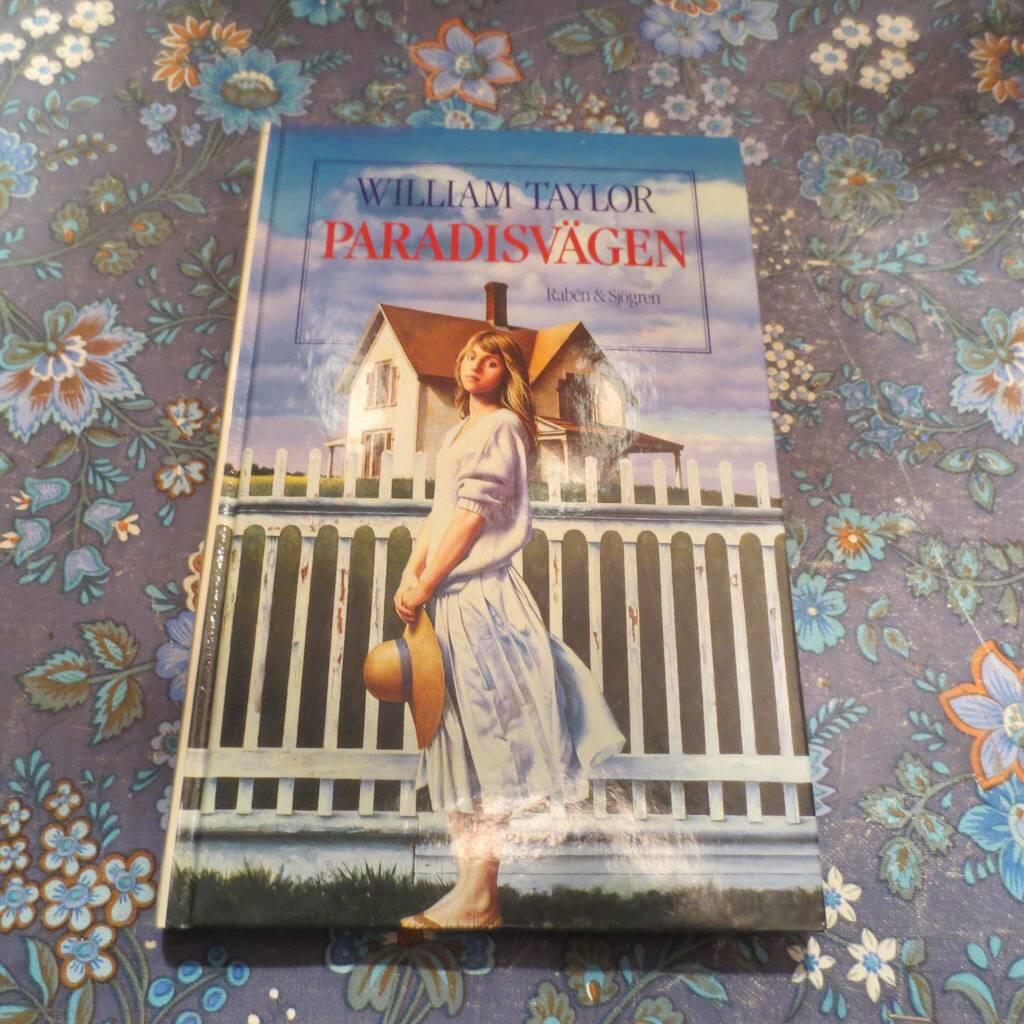 WILLIAM TAYLOR
PARADISVÄGEN
Rabén & Sjögren